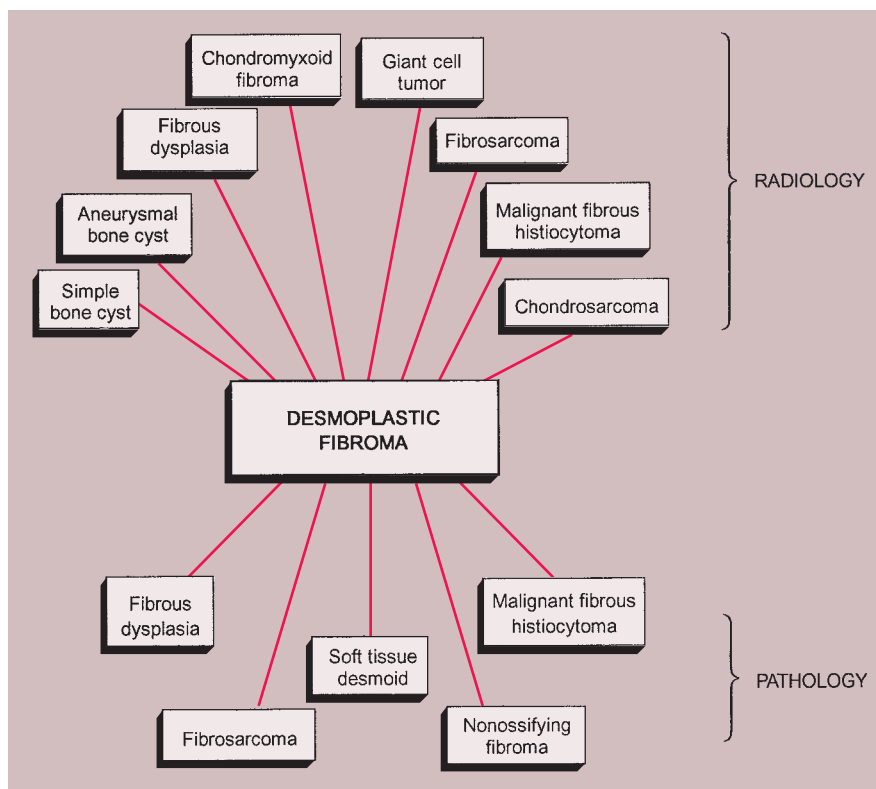 Chondromyxoid
fibroma
Giant cell
tumor
Fibrous
dysplasia
Fibrosarcoma
RADIOLOGY
Aneurysmal
bone cyst
Malignant fibrous
histiocytoma
Simple
bone cyst
Chondrosarcoma
DESMOPLASTIC
FIBROMA
Fibrous
dysplasia
Malignant fibrous
histiocytoma
Soft tissue
desmoid
PATHOLOGY
Fibrosarcoma
Nonossifying
fibroma